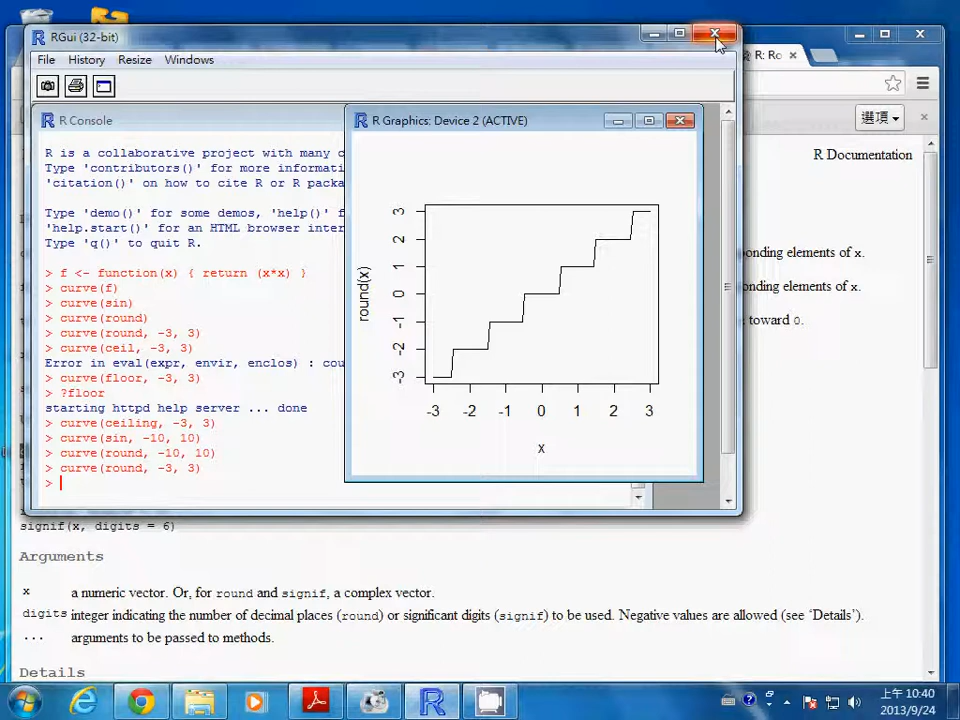 RGui (32-bit)
File History Resize Windows
R Console
R is a collaborative project with many
Type 'contributors()' for more informati
'citation()' on how to cite R or R packa
Type 'demo()' for some demos, 'help()'
'help.start()' for an HTML browser inter
Type 'q()' to quit R.
> f <- function(x) { return (x*x) }
> curve(f)
> curve(sin)
> curve(round)
> curve(round, -3, 3)
> curve(ceil, -3, 3)
Error in eval(expr, envir, enclos) : cou
> curve(floor, -3, 3)
> ?floor
starting httpd help server ... done
> curve(ceiling, -3, 3)
> curve(sin, -10, 10)
> curve(round, -10, 10)
> curve(round, -3, 3)
>
R Graphics: Device 2 (ACTIVE)
round(x)
3
2
1
0
-1
-2
-3
-3 -2 -1 0 1 2 3
x
R: Ro
選項
R Documentation
onding elements of x.
onding elements of x.
toward 0.
signif(x, digits = 6)
Arguments
x a numeric vector. Or, for round and signif, a complex vector.
digits integer indicating the number of decimal places (round) or significant digits (signif) to be used. Negative values are allowed (see ‘Details’).
... arguments to be passed to methods.
Details
上午 10:40
2013/9/24